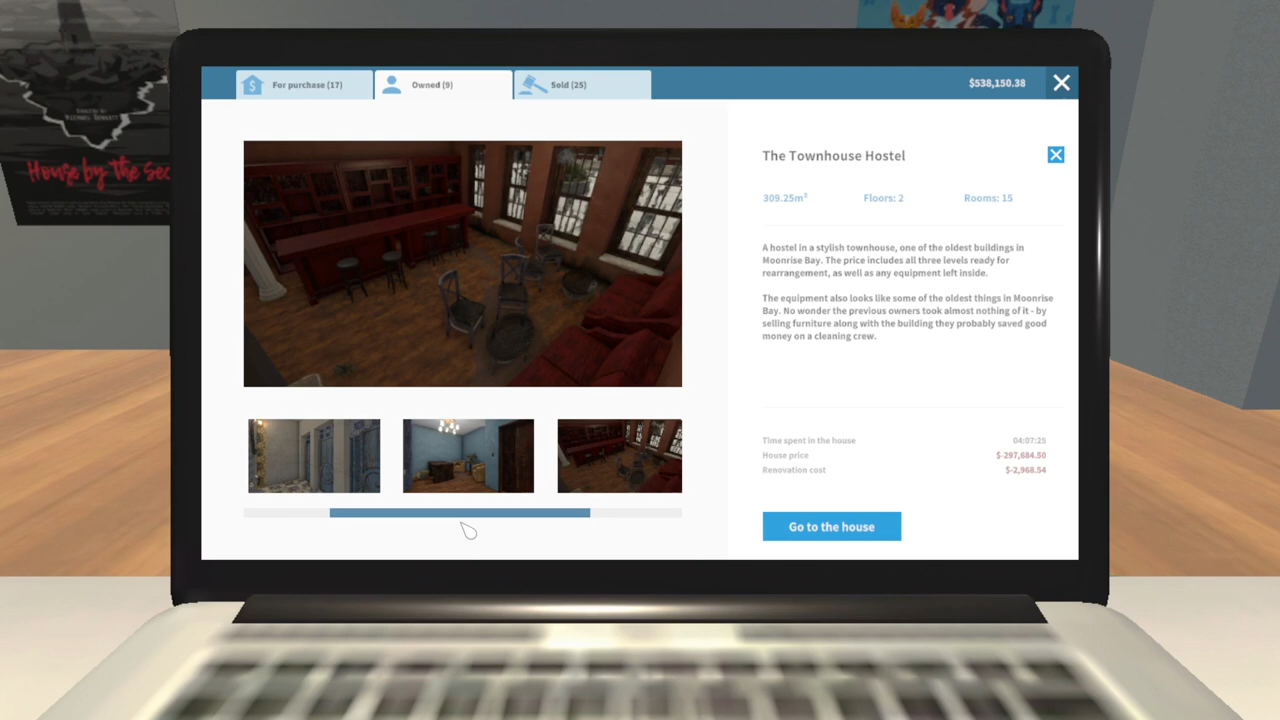 For purchase (17)
Owned (9)
Sold (25)
$538,150.38
House by the Sec
The Townhouse Hostel
309.25m²
Floors: 2
Rooms: 15
A hostel in a stylish townhouse, one of the oldest buildings in
Moonrise Bay. The price includes all three levels ready for
rearrangement, as well as any equipment left inside.
The equipment also looks like some of the oldest things in Moonrise
Bay. No wonder the previous owners took almost nothing of it - by
selling furniture along with the building they probably saved good
money on a cleaning crew.
Time spent in the house
04:07:25
House price
$-297,684.50
Renovation cost
$-2,968.54
Go to the house